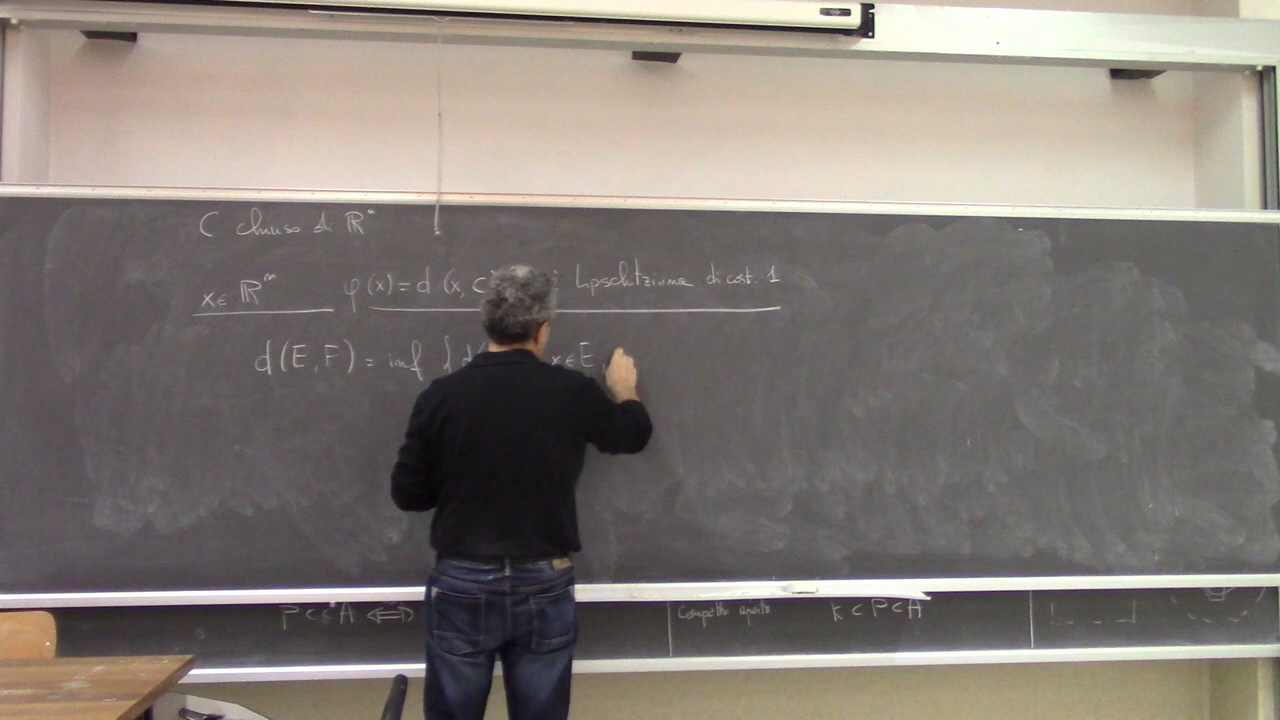 C chiuso di ℝⁿ
x ∈ ℝⁿ φ(x) = d (x, C Lipschitziana di cost. 1
d(E, F) = inf { d x∈E
P ⊂⊂ A ⟺
Compatto aperto K ⊂ P ⊂ A